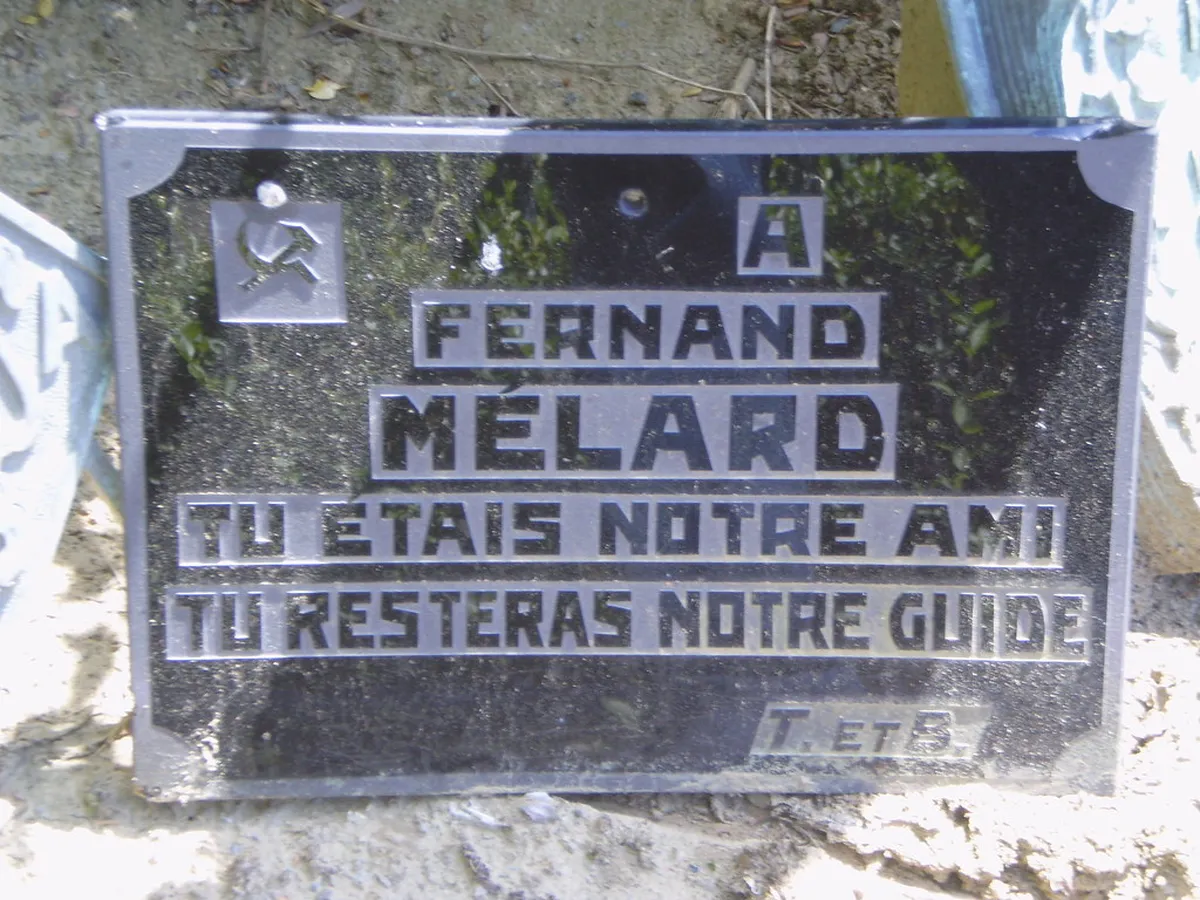 A
FERNAND
MÉLARD
TU ETAIS NOTRE AMI
TU RESTERAS NOTRE GUIDE
T. ET B.